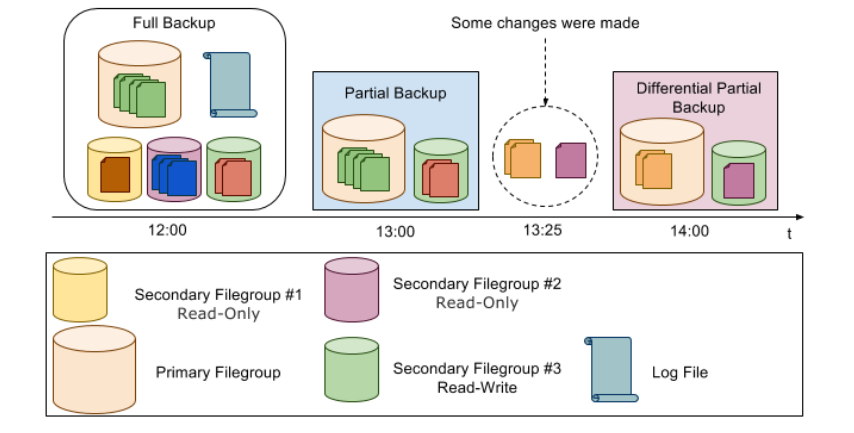 Full Backup
Some changes were made
Partial Backup
Differential Partial
Backup
12:00
13:00
13:25
14:00
t
Secondary Filegroup #1
Read-Only
Secondary Filegroup #2
Read-Only
Primary Filegroup
Secondary Filegroup #3
Read-Write
Log File